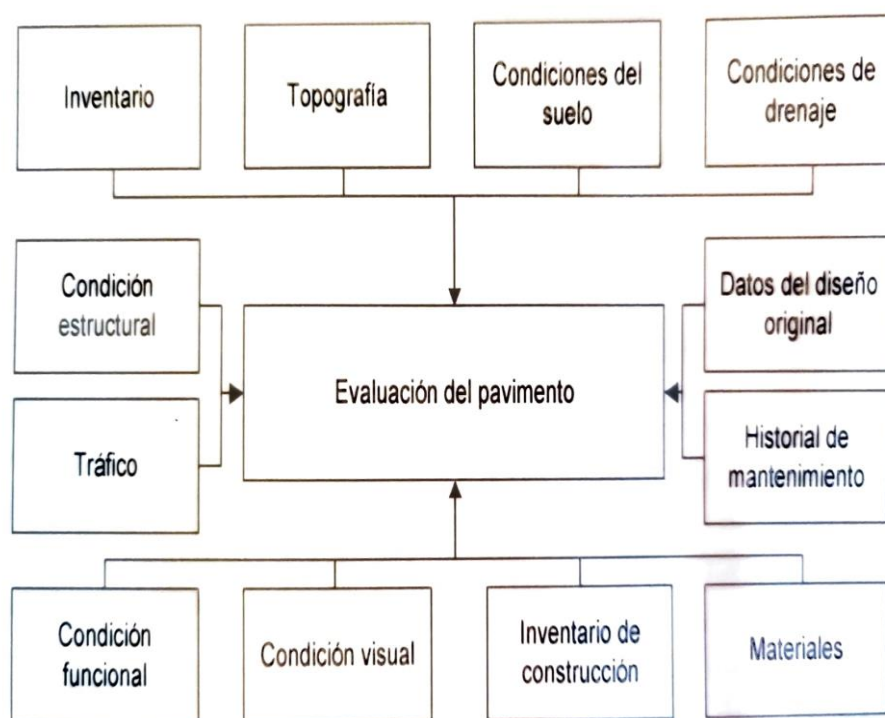 Inventario
Topografía
Condiciones del
suelo
Condiciones de
drenaje
Condición
estructural
Datos del diseño
original
Evaluación del pavimento
Tráfico
Historial de
mantenimiento
Condición
funcional
Condición visual
Inventario de
construcción
Materiales